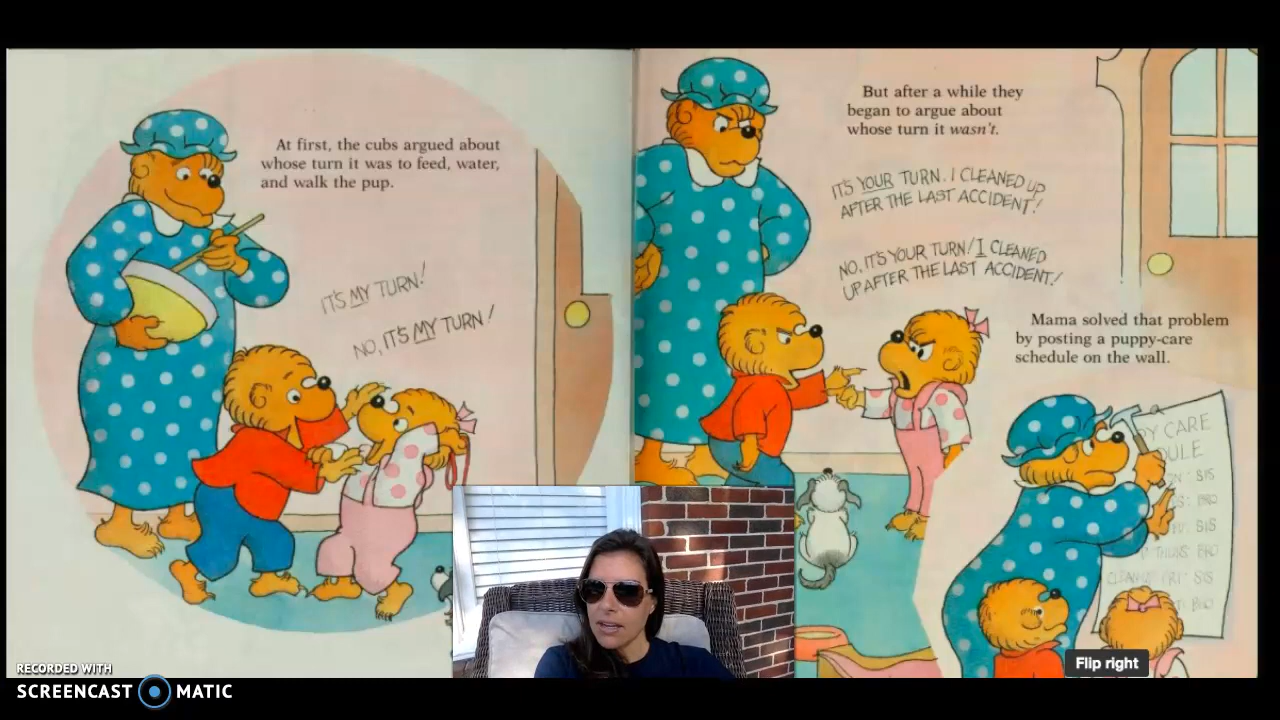 At first, the cubs argued about
whose turn it was to feed, water,
and walk the pup.
IT'S MY TURN!
NO, IT'S MY TURN!
But after a while they
began to argue about
whose turn it wasn't.
IT'S YOUR TURN. I CLEANED UP
AFTER THE LAST ACCIDENT!
NO, IT'S YOUR TURN! I CLEANED
UP AFTER THE LAST ACCIDENT!
Mama solved that problem
by posting a puppy-care
schedule on the wall.
CARE
SIS
BRO
SIS
THURS BRO
FRI: SIS
Flip right
RECORDED WITH
SCREENCAST MATIC